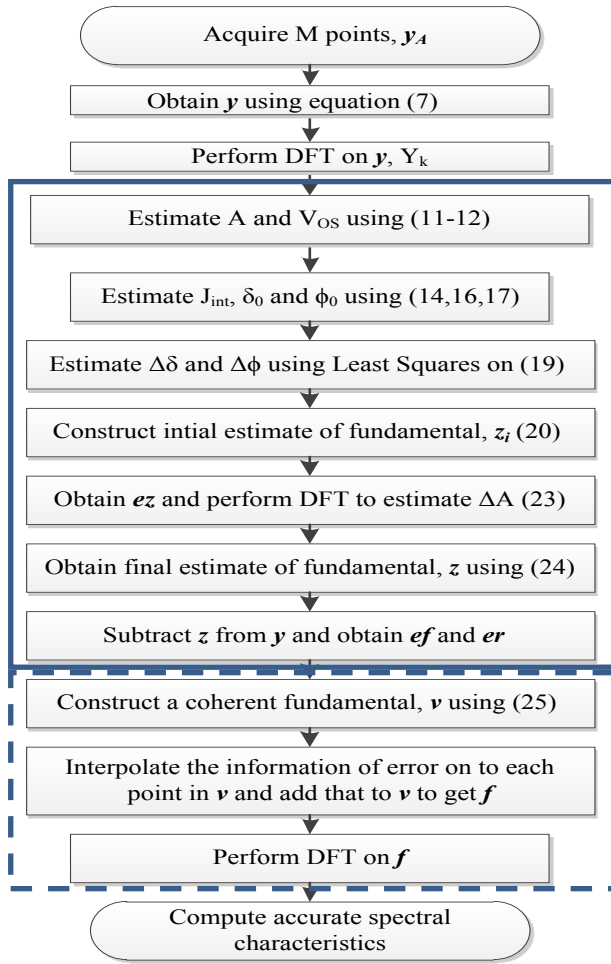 Acquire M points, y_A
Obtain y using equation (7)
Perform DFT on y, Y_k
Estimate A and V_OS using (11-12)
Estimate J_int, δ_0 and ϕ_0 using (14,16,17)
Estimate Δδ and Δϕ using Least Squares on (19)
Construct intial estimate of fundamental, z_i (20)
Obtain ez and perform DFT to estimate ΔA (23)
Obtain final estimate of fundamental, z using (24)
Subtract z from y and obtain ef and er
Construct a coherent fundamental, v using (25)
Interpolate the information of error on to each
point in v and add that to v to get f
Perform DFT on f
Compute accurate spectral
characteristics